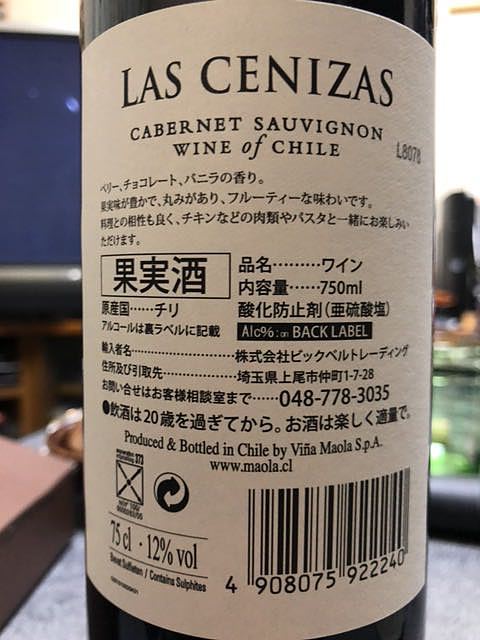 LAS CENIZAS
CABERNET SAUVIGNON
WINE of CHILE
L8078
ベリー、チョコレート、バニラの香り。
果実味が豊かで、丸みがあり、フルーティーな味わいです。
料理との相性も良く、チキンなどの肉類やパスタと一緒にお楽しみい
ただけます。
果実酒
品名………ワイン
内容量……750ml
原産国……チリ
酸化防止剤（亜硫酸塩）
アルコールは裏ラベルに記載
Alc%: on BACK LABEL
輸入者名………………………株式会社ビックベルトレーディング
住所及び引取先………………埼玉県上尾市仲町1-7-28
お問い合せはお客様相談室まで……048-778-3035
●飲酒は20歳を過ぎてから。お酒は楽しく適量で。
Produced & Bottled in Chile by Viña Maola S.p.A.
www.maola.cl
75 cl · 12% vol
Bevat Sulfieten / Contains Sulphites
4 908075 922240